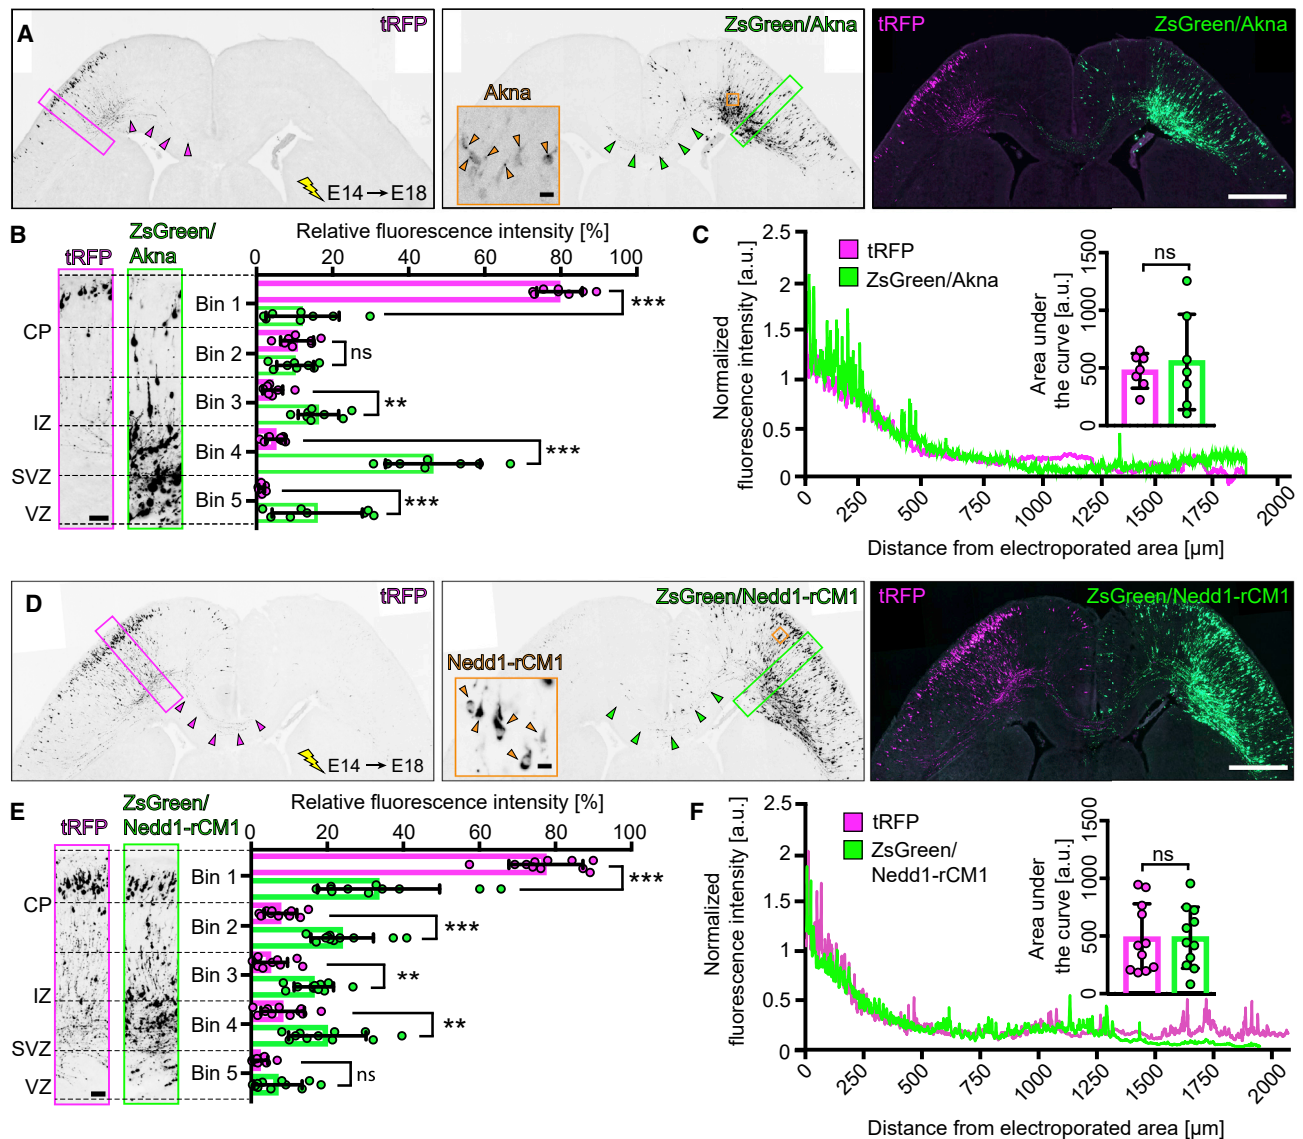 A
tRFP
E14 → E18
ZsGreen/Akna
Akna
tRFP
ZsGreen/Akna
B
tRFP
ZsGreen/
Akna
Relative fluorescence intensity [%]
0 20 40 60 80 100
CP
IZ
SVZ
VZ
Bin 1
Bin 2
Bin 3
Bin 4
Bin 5
***
ns
**
***
***
C
Normalized
fluorescence intensity [a.u.]
2.5
2
1.5
1
0.5
0
tRFP
ZsGreen/Akna
Area under
the curve [a.u.]
1500
1000
500
0
ns
0 250 500 750 1000 1250 1500 1750 2000
Distance from electroporated area [µm]
D
tRFP
E14 → E18
ZsGreen/Nedd1-rCM1
Nedd1-rCM1
tRFP
ZsGreen/Nedd1-rCM1
E
tRFP
ZsGreen/
Nedd1-rCM1
Relative fluorescence intensity [%]
0 20 40 60 80 100
CP
IZ
SVZ
VZ
Bin 1
Bin 2
Bin 3
Bin 4
Bin 5
***
***
**
**
ns
F
Normalized
fluorescence intensity [a.u.]
2.5
2
1.5
1
0.5
0
tRFP
ZsGreen/
Nedd1-rCM1
Area under
the curve [a.u.]
1500
1000
500
0
ns
0 250 500 750 1000 1250 1500 1750 2000
Distance from electroporated area [µm]